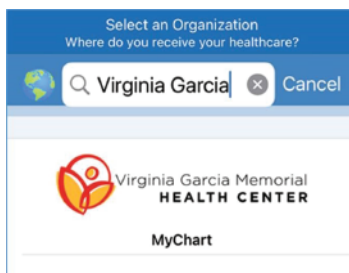 Select an Organization
Where do you receive your healthcare?
Virginia Garcia
Cancel
Virginia Garcia Memorial
HEALTH CENTER
MyChart